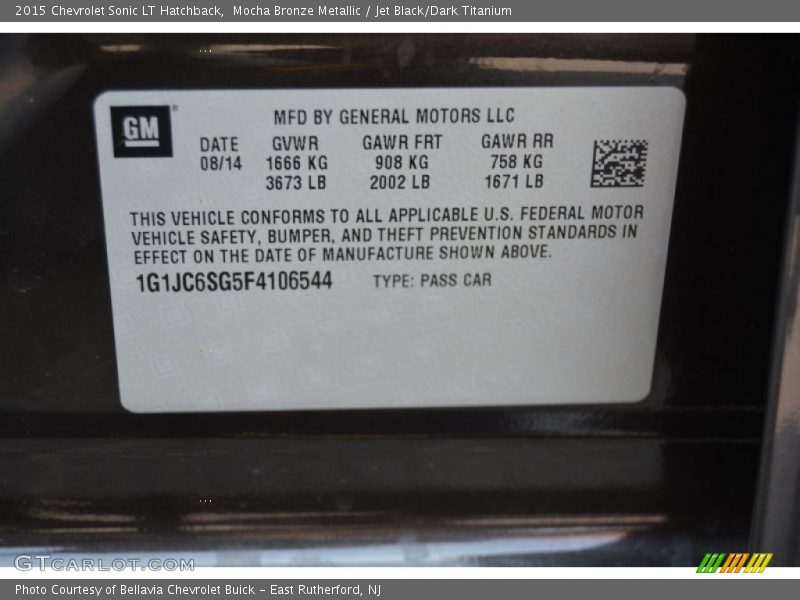 2015 Chevrolet Sonic LT Hatchback, Mocha Bronze Metallic / Jet Black/Dark Titanium
GM
MFD BY GENERAL MOTORS LLC
DATE GVWR GAWR FRT GAWR RR
08/14 1666 KG 908 KG 758 KG
3673 LB 2002 LB 1671 LB
THIS VEHICLE CONFORMS TO ALL APPLICABLE U.S. FEDERAL MOTOR
VEHICLE SAFETY, BUMPER, AND THEFT PREVENTION STANDARDS IN
EFFECT ON THE DATE OF MANUFACTURE SHOWN ABOVE.
1G1JC6SG5F4106544 TYPE: PASS CAR
GTCARLOT.COM
Photo Courtesy of Bellavia Chevrolet Buick - East Rutherford, NJ